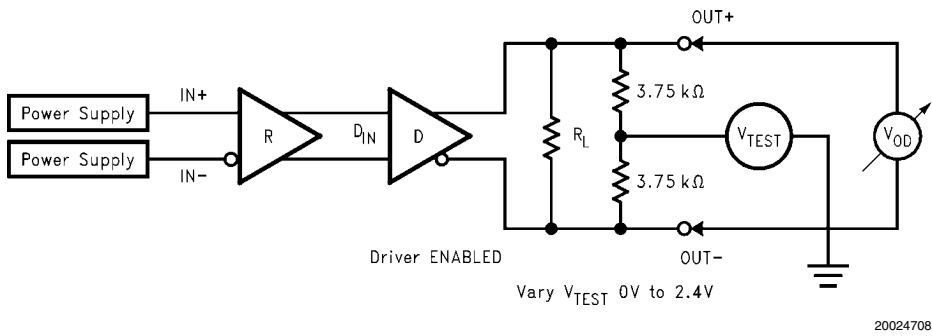 OUT+
Power Supply
IN+
3.75 kΩ
R
DIN
D
RL
VTEST
VOD
Power Supply
IN-
3.75 kΩ
Driver ENABLED
OUT-
Vary VTEST 0V to 2.4V
20024708